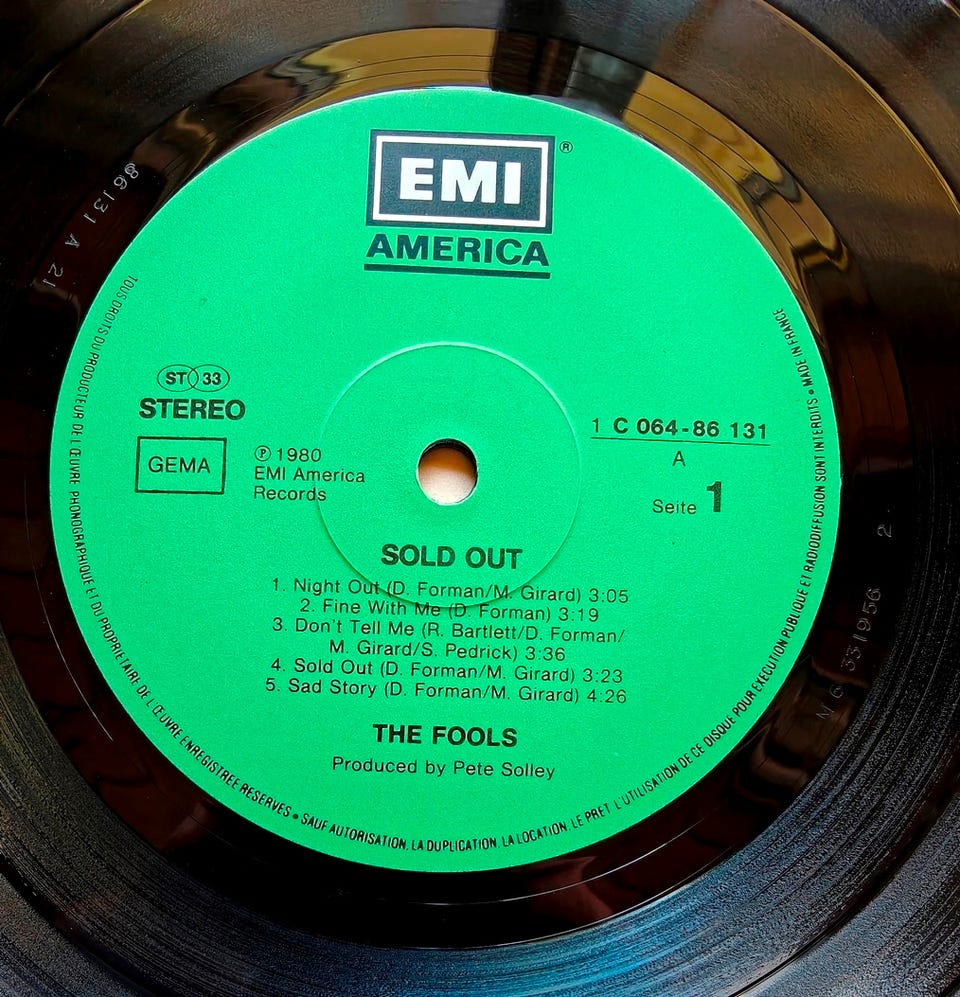 EMI ®
AMERICA
ST 33
STEREO
GEMA
℗ 1980
EMI America
Records
1 C 064-86 131
A
Seite 1
SOLD OUT
1. Night Out (D. Forman/M. Girard) 3:05
2. Fine With Me (D. Forman) 3:19
3. Don't Tell Me (R. Bartlett/D. Forman/
M. Girard/S. Pedrick) 3:36
4. Sold Out (D. Forman/M. Girard) 3:23
5. Sad Story (D. Forman/M. Girard) 4.26
THE FOOLS
Produced by Pete Solley
TOUS DROITS DU PRODUCTEUR DE L'ŒUVRE PHONOGRAPHIQUE ET DU PROPRIETAIRE DE L'ŒUVRE ENREGISTREE RESERVES • SAUF AUTORISATION, LA DUPLICATION, LA LOCATION, LE PRET L'UTILISATION DE CE DISQUE POUR EXECUTION PUBLIQUE ET RADIODIFFUSION SONT INTERDITS • MADE IN FRANCE
86131 A 21
M6 331956 2